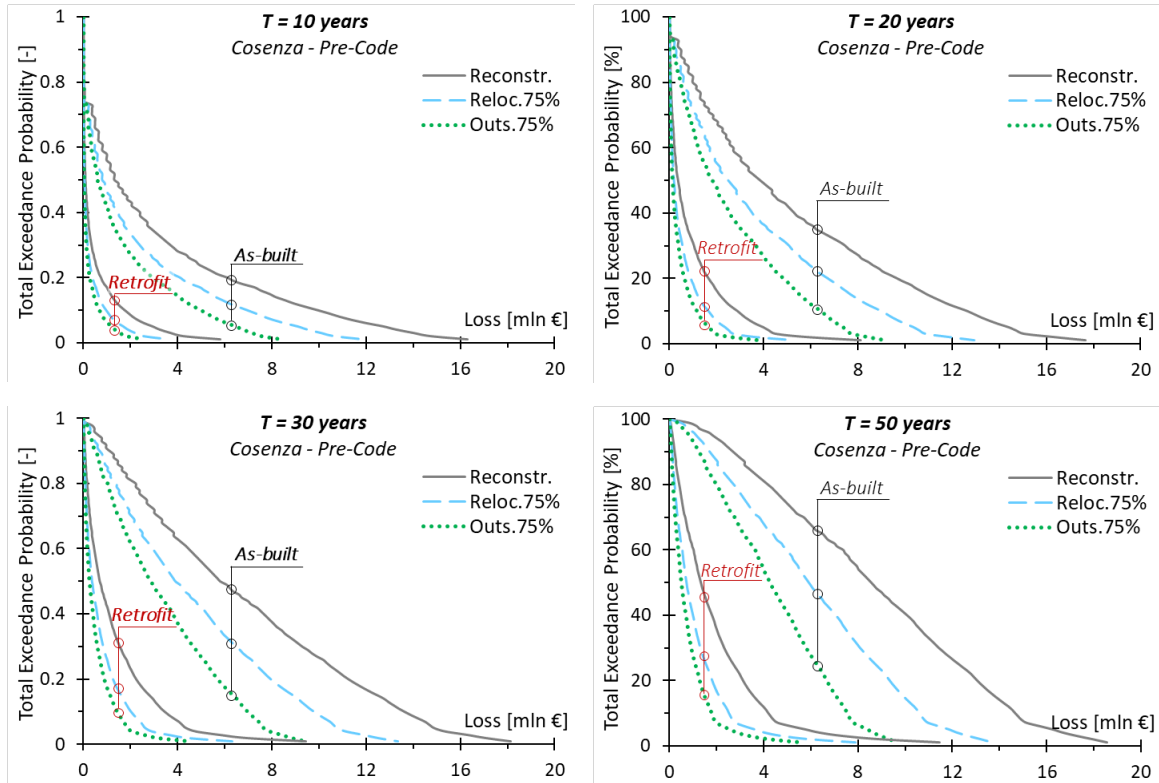 T = 10 years
Cosenza - Pre-Code
Total Exceedance Probability [-]
1
0.8
0.6
0.4
0.2
0
Reconstr.
Reloc.75%
Outs.75%
As-built
Retrofit
Loss [mln €]
0 4 8 12 16 20
T = 20 years
Cosenza - Pre-Code
Total Exceedance Probability [%]
100
80
60
40
20
0
Reconstr.
Reloc.75%
Outs.75%
As-built
Retrofit
Loss [mln €]
0 4 8 12 16 20
T = 30 years
Cosenza - Pre-Code
Total Exceedance Probability [-]
1
0.8
0.6
0.4
0.2
0
Reconstr.
Reloc.75%
Outs.75%
As-built
Retrofit
Loss [mln €]
0 4 8 12 16 20
T = 50 years
Cosenza - Pre-Code
Total Exceedance Probability [%]
100
80
60
40
20
0
Reconstr.
Reloc.75%
Outs.75%
As-built
Retrofit
Loss [mln €]
0 4 8 12 16 20